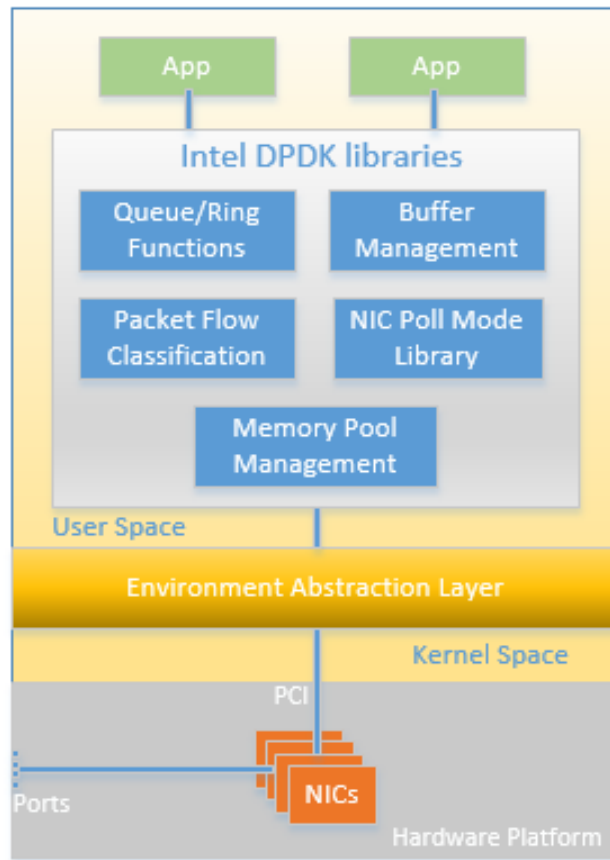 App
App
Intel DPDK libraries
Queue/Ring
Functions
Buffer
Management
Packet Flow
Classification
NIC Poll Mode
Library
Memory Pool
Management
User Space
Environment Abstraction Layer
Kernel Space
PCI
NICs
Ports
Hardware Platform